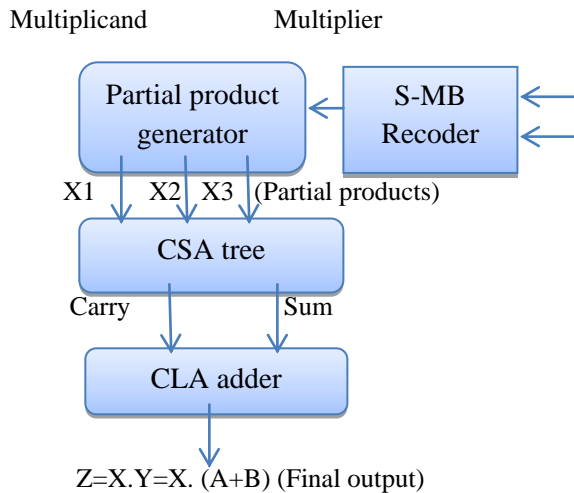 Multiplicand Multiplier
Partial product
generator
S-MB
Recoder
X1 X2 X3 (Partial products)
CSA tree
Carry Sum
CLA adder
Z=X.Y=X. (A+B) (Final output)